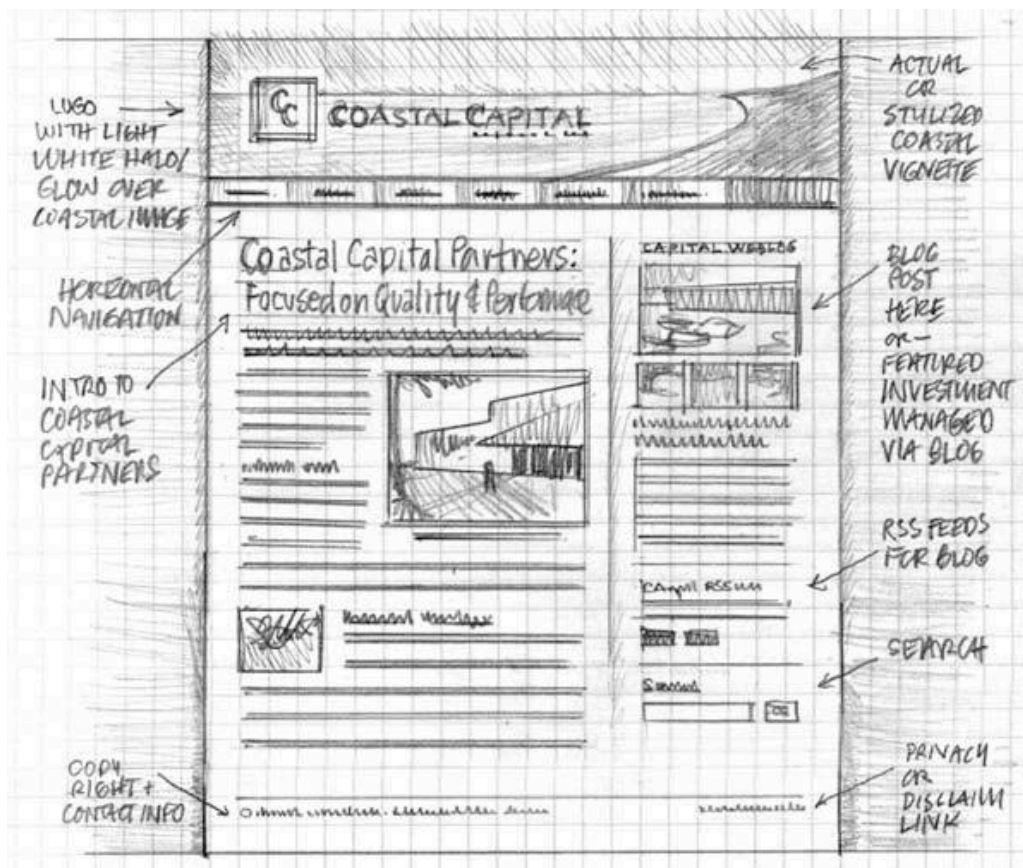 LOGO
WITH LIGHT
WHITE HALO/
GLOW OVER
COASTAL IMAGE
HORIZONTAL
NAVIGATION
INTRO TO
COASTAL
CAPITAL
PARTNERS
COPY
RIGHT +
CONTACT INFO
CC
COASTAL CAPITAL
Coastal Capital Partners:
Focused on Quality & Performance
CAPITAL WEBLOG
RSS
ACTUAL
OR
STYLIZED
COASTAL
VIGNETTE
BLOG
POST
HERE
OR—
FEATURED
INVESTMENT
MANAGED
VIA BLOG
RSS FEEDS
FOR BLOG
SEARCH
PRIVACY
OR
DISCLAIM
LINK